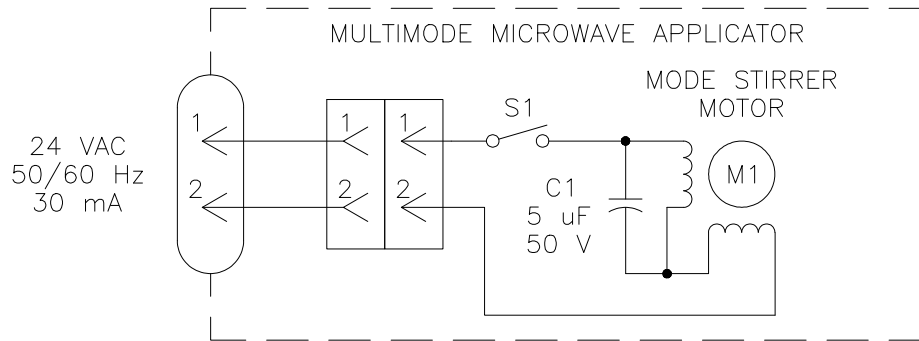 MULTIMODE MICROWAVE APPLICATOR
MODE STIRRER
MOTOR
S1
1
1
1
24 VAC
50/60 Hz
30 mA
M1
2
2
2
C1
5 uF
50 V